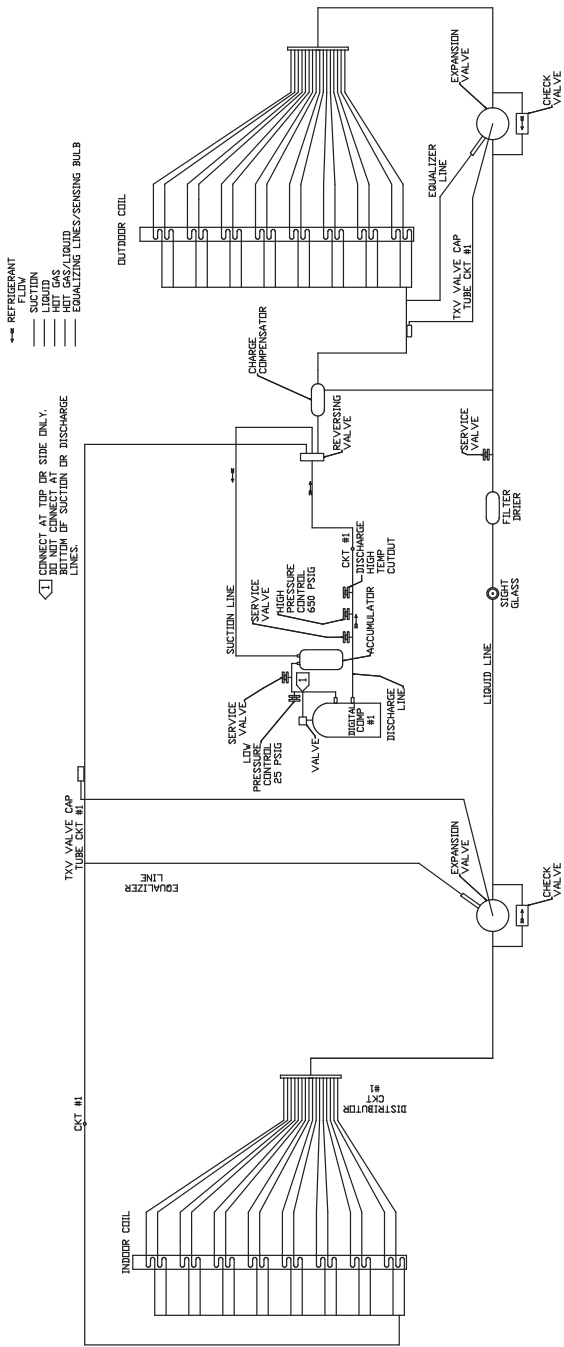 REFRIGERANT
FLOW
SUCTION
LIQUID
HOT GAS
HOT GAS/LIQUID
EQUALIZING LINES/SENSING BULB
1
CONNECT AT TOP OR SIDE ONLY.
DO NOT CONNECT AT
BOTTOM OF SUCTION OR DISCHARGE
LINES.
INDOOR COIL
CKT #1
DISTRIBUTOR
CKT
#1
TXV VALVE CAP
TUBE CKT #1
EQUALIZER
LINE
EXPANSION
VALVE
CHECK
VALVE
SUCTION LINE
SERVICE
VALVE
LOW
PRESSURE
CONTROL
25 PSIG
VALVE
1
DIGITAL
COMP
#1
DISCHARGE
LINE
ACCUMULATOR
SERVICE
VALVE
HIGH
PRESSURE
CONTROL
650 PSIG
CKT #1
DISCHARGE
HIGH
TEMP
CUTOUT
REVERSING
VALVE
CHARGE
COMPENSATOR
LIQUID LINE
SIGHT
GLASS
FILTER
DRIER
SERVICE
VALVE
OUTDOOR COIL
TXV VALVE CAP
TUBE CKT #1
EQUALIZER
LINE
EXPANSION
VALVE
CHECK
VALVE